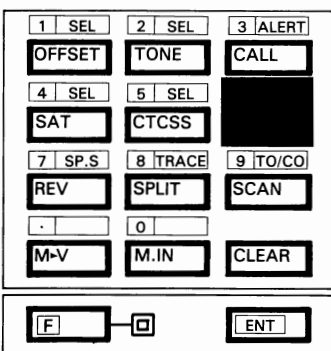 1 SEL 2 SEL 3 ALERT
OFFSET TONE CALL
4 SEL 5 SEL
SAT CTCSS
7 SP.S 8 TRACE 9 TO/CO
REV SPLIT SCAN
· 0
M▸V M.IN CLEAR
F ENT